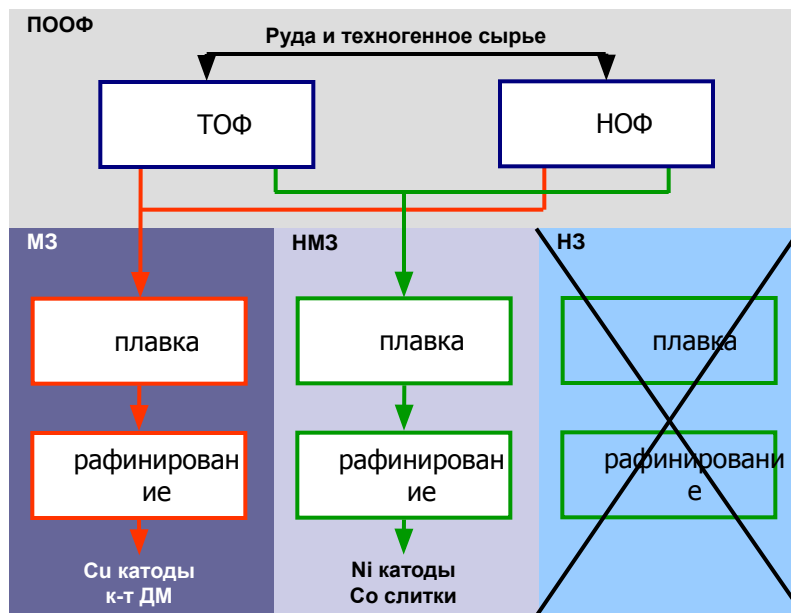 ПООФ
Руда и техногенное сырье
ТОФ
НОФ
МЗ
НМЗ
НЗ
плавка
плавка
плавка
рафинирован
ие
рафинирован
ие
рафинировани
е
Cu катоды
к-т ДМ
Ni катоды
Co слитки